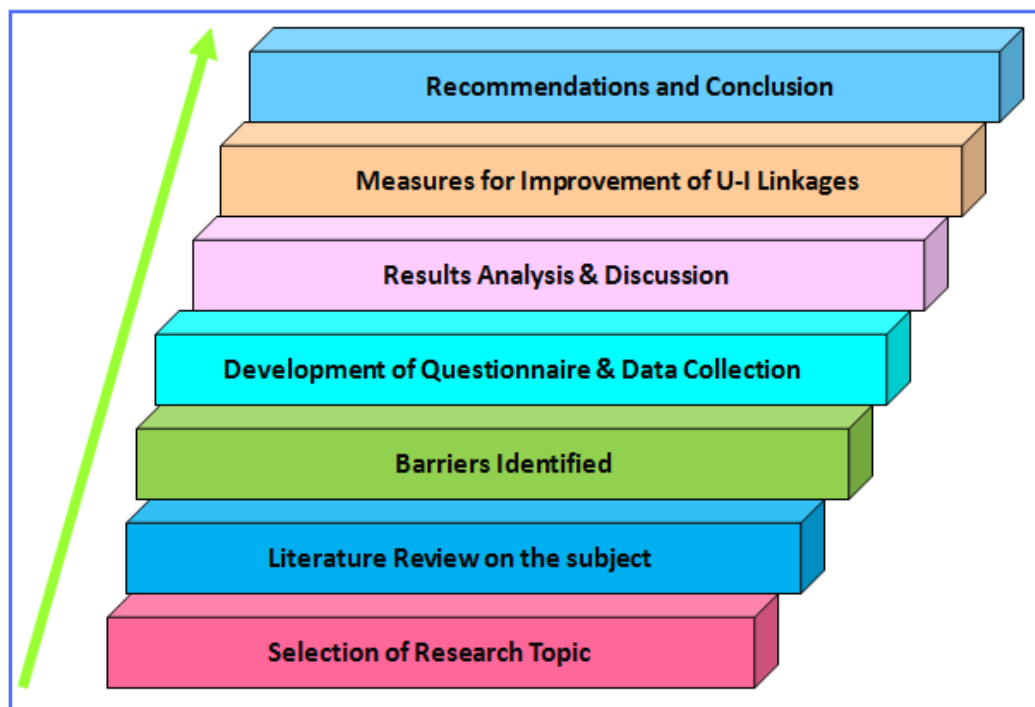 Recommendations and Conclusion
Measures for Improvement of U-I Linkages
Results Analysis & Discussion
Development of Questionnaire & Data Collection
Barriers Identified
Literature Review on the subject
Selection of Research Topic